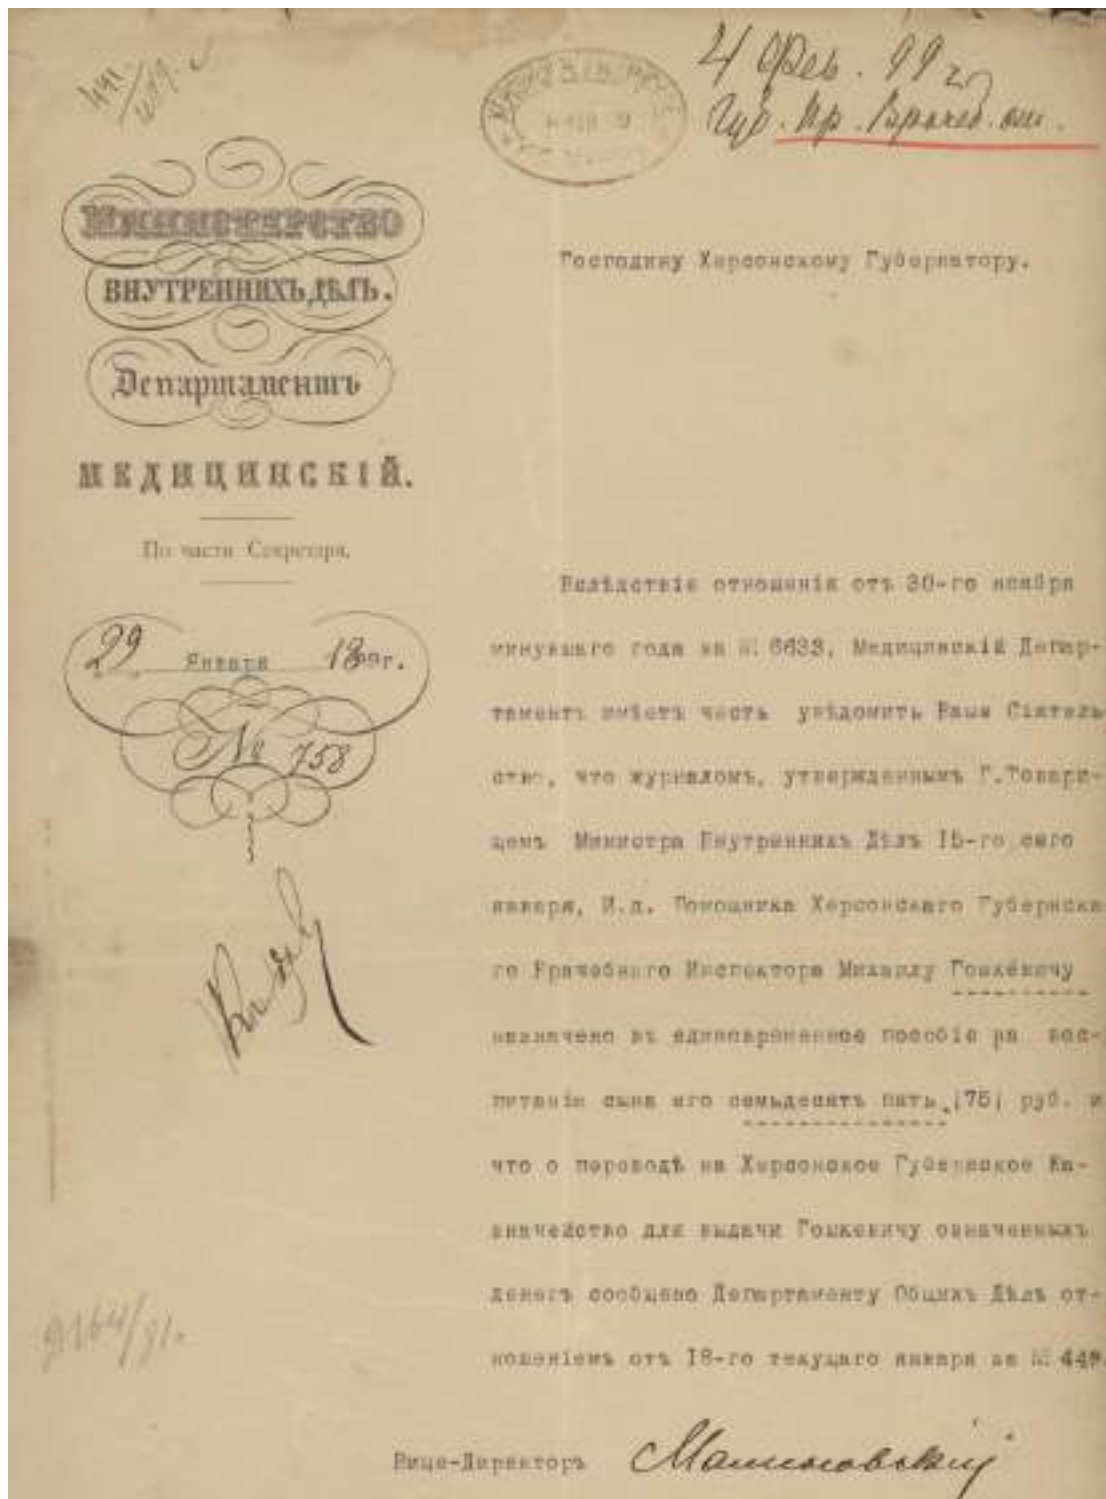 4 Фев. 99 г.
Губ. Пр. Врачеб. от.
МИНИСТЕРСТВО
ВНУТРЕННИХЪ ДѢЛЪ.
Департаментъ
МЕДИЦИНСКІЙ.
По части Секретаря.
29 Января 1899г.
№ 758
Господину Херсонскому Губернатору.
Вслѣдствіе отношенія отъ 30-го ноября
минувшаго года за № 6633, Медицинскій Депар-
таментъ имѣетъ честь увѣдомить Ваше Сіятель
ство, что журналомъ, утвержденнымъ Г.Товари-
щемъ Министра Внутреннихъ Дѣлъ 15-го сего
января, И.д. Помощника Херсонскаго Губернска
го Врачебнаго Инспектора Михаилу Гошкевичу
назначено въ единовременное пособіе на вос-
питаніе сына его семьдесятъ пять (75) руб. и
что о переводѣ на Херсонское Губернское Ка-
значейство для выдачи Гошкевичу означенныхъ
денегъ сообщено Департаменту Общихъ Дѣлъ от-
ношеніемъ отъ 18-го текущаго января за № 449.
Вице-Директоръ